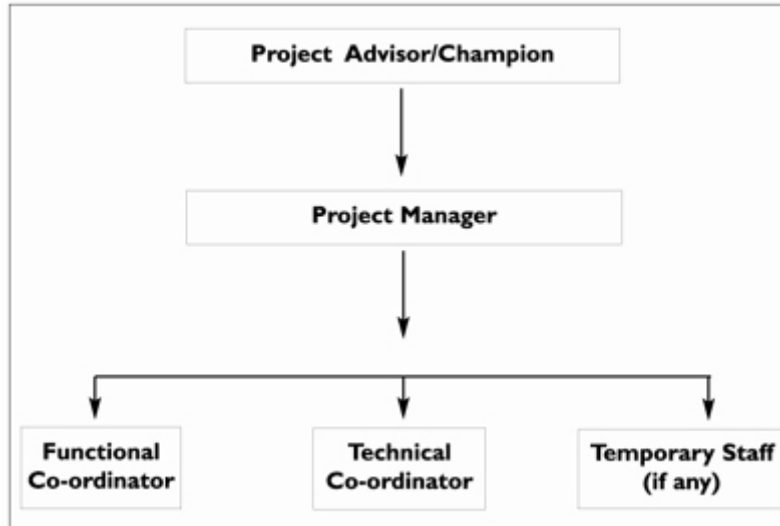 Project Advisor/Champion
Project Manager
Functional
Co-ordinator
Technical
Co-ordinator
Temporary Staff
(if any)